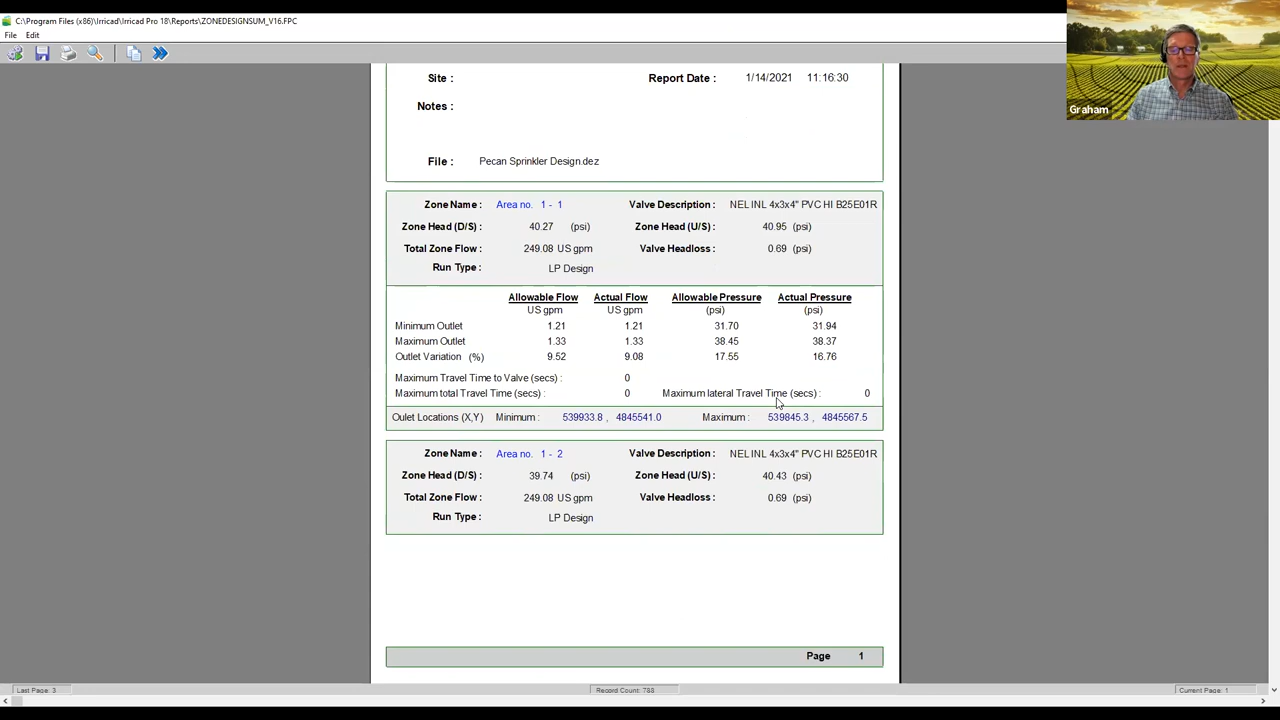 C:\Program Files (x86)\Irricad\Irricad Pro 18\Reports\ZONEDESIGNSUM_V16.FPC
File Edit
Graham
Site : Report Date : 1/14/2021 11:16:30
Notes :
File : Pecan Sprinkler Design.dez
Zone Name : Area no. 1 - 1 Valve Description : NEL INL 4x3x4" PVC HI B25E01R
Zone Head (D/S) : 40.27 (psi) Zone Head (U/S) : 40.95 (psi)
Total Zone Flow : 249.08 US gpm Valve Headloss : 0.69 (psi)
Run Type : LP Design
Allowable Flow Actual Flow Allowable Pressure Actual Pressure
US gpm US gpm (psi) (psi)
Minimum Outlet 1.21 1.21 31.70 31.94
Maximum Outlet 1.33 1.33 38.45 38.37
Outlet Variation (%) 9.52 9.08 17.55 16.76
Maximum Travel Time to Valve (secs) : 0
Maximum total Travel Time (secs) : 0 Maximum lateral Travel Time (secs) : 0
Oulet Locations (X,Y) Minimum : 539933.8 , 4845541.0 Maximum : 539845.3 , 4845567.5
Zone Name : Area no. 1 - 2 Valve Description : NEL INL 4x3x4" PVC HI B25E01R
Zone Head (D/S) : 39.74 (psi) Zone Head (U/S) : 40.43 (psi)
Total Zone Flow : 249.08 US gpm Valve Headloss : 0.69 (psi)
Run Type : LP Design
Page 1
Last Page: 3 Record Count: 788 Current Page: 1